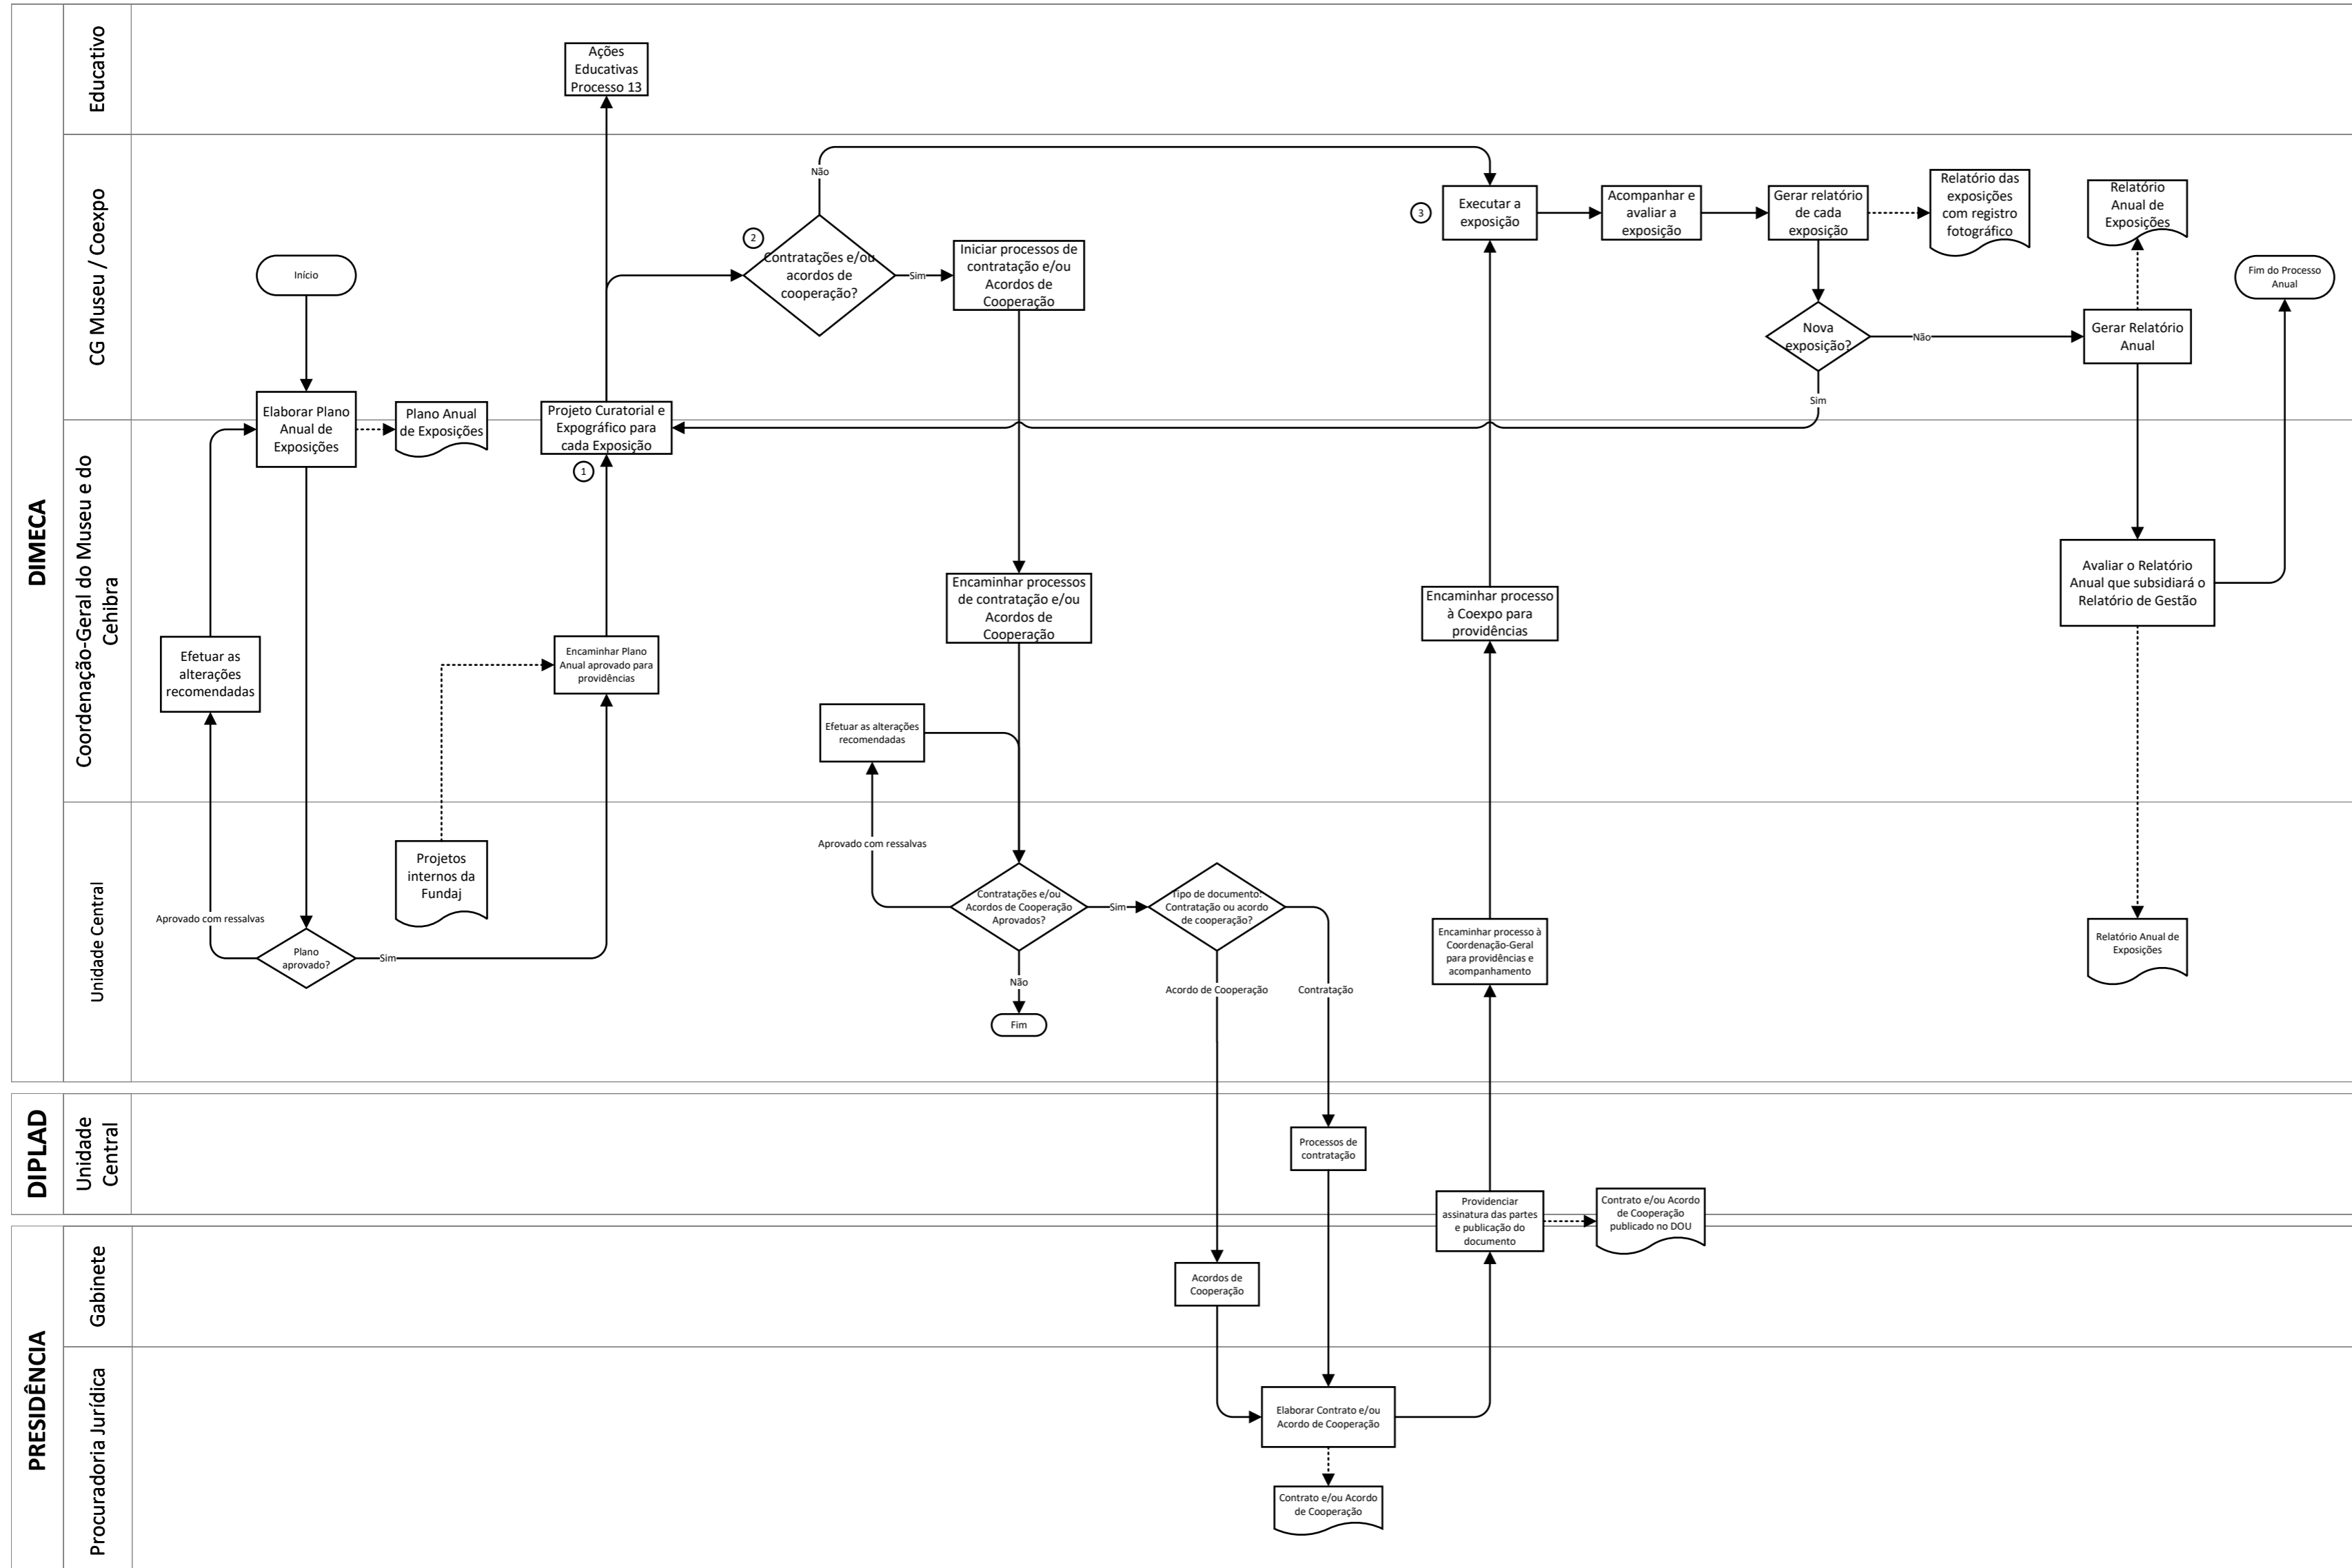 DIMECA
Educativo
Ações
Educativas
Processo 13
CG Museu / Coexpo
Início
Elaborar Plano
Anual de
Exposições
Plano Anual
de Exposições
Projeto Curatorial e
Expográfico para
cada Exposição
1
2
Contratações e/ou
acordos de
cooperação?
Não
Sim
Iniciar processos de
contratação e/ou
Acordos de
Cooperação
3
Executar a
exposição
Acompanhar e
avaliar a
exposição
Gerar relatório
de cada
exposição
Relatório das
exposições
com registro
fotográfico
Nova
exposição?
Não
Sim
Relatório
Anual de
Exposições
Gerar Relatório
Anual
Fim do Processo
Anual
Coordenação-Geral do Museu e do
Cehibra
Efetuar as
alterações
recomendadas
Encaminhar Plano
Anual aprovado para
providências
Efetuar as alterações
recomendadas
Encaminhar processos
de contratação e/ou
Acordos de
Cooperação
Encaminhar processo
à Coexpo para
providências
Avaliar o Relatório
Anual que subsidiará o
Relatório de Gestão
Unidade Central
Aprovado com ressalvas
Plano
aprovado?
Sim
Projetos
internos da
Fundaj
Aprovado com ressalvas
Contratações e/ou
Acordos de Cooperação
Aprovados?
Sim
Não
Fim
Tipo de documento:
Contratação ou acordo
de cooperação?
Acordo de Cooperação
Contratação
Encaminhar processo à
Coordenação-Geral
para providências e
acompanhamento
Relatório Anual de
Exposições
DIPLAD
Unidade
Central
Processos de
contratação
Providenciar
assinatura das partes
e publicação do
documento
Contrato e/ou Acordo
de Cooperação
publicado no DOU
PRESIDÊNCIA
Gabinete
Acordos de
Cooperação
Procuradoria Jurídica
Elaborar Contrato e/ou
Acordo de Cooperação
Contrato e/ou Acordo
de Cooperação